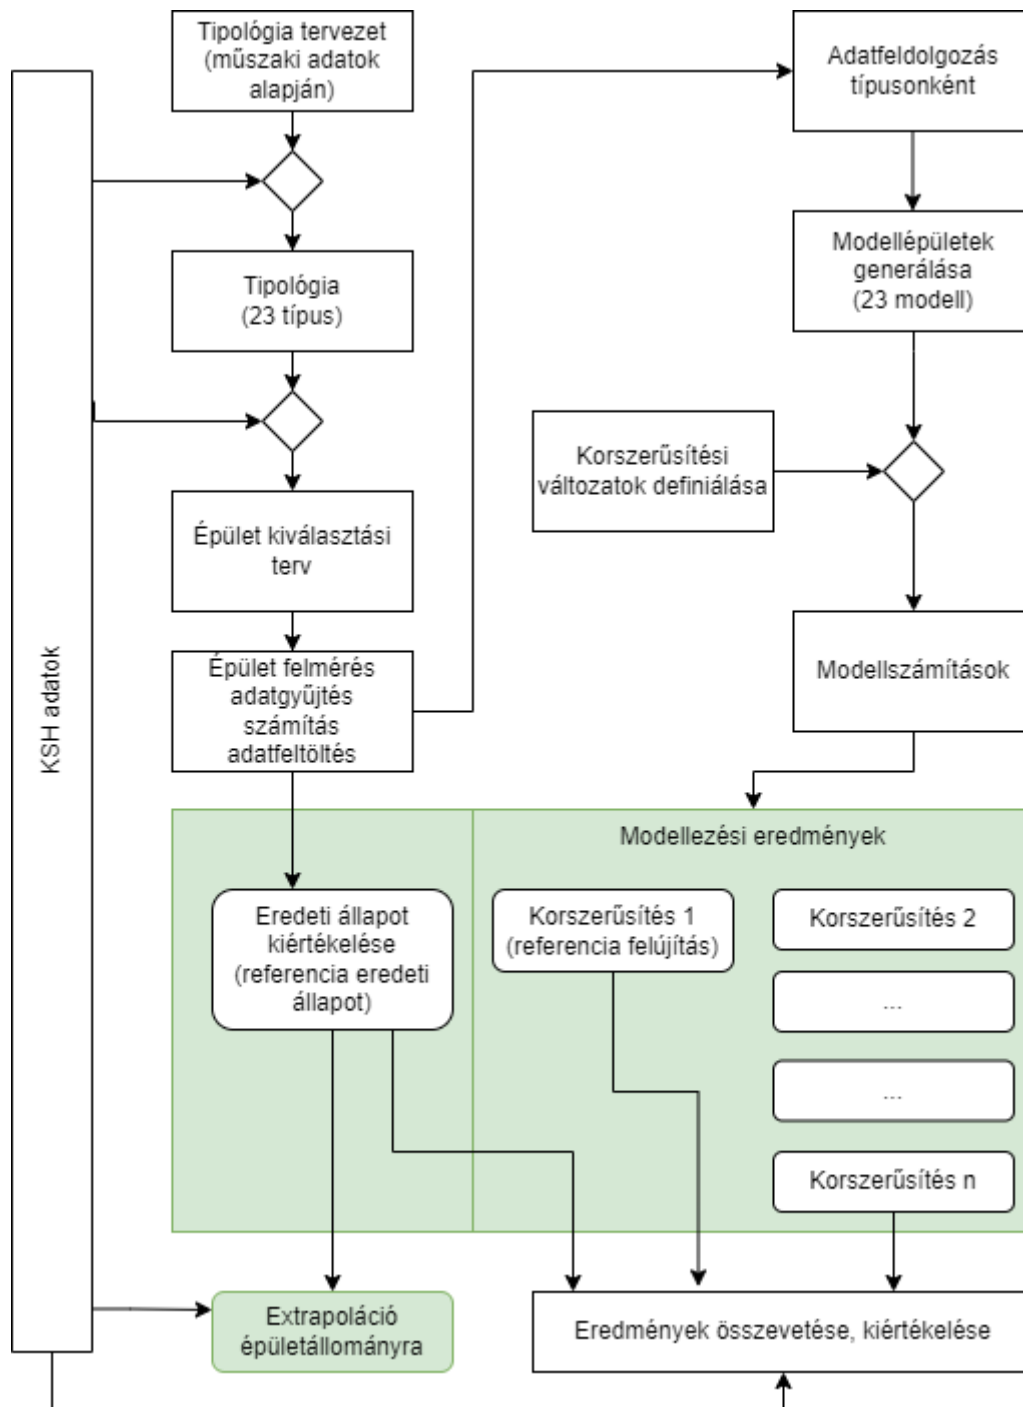 Tipológia tervezet
(műszaki adatok
alapján)
Adatfeldolgozás
típusonként
Tipológia
(23 típus)
Modellépületek
generálása
(23 modell)
Korszerűsítési
változatok definiálása
Épület kiválasztási
terv
KSH adatok
Épület felmérés
adatgyűjtés
számítás
adatfeltöltés
Modellszámítások
Modellezési eredmények
Eredeti állapot
kiértékelése
(referencia eredeti
állapot)
Korszerűsítés 1
(referencia felújítás)
Korszerűsítés 2
...
...
Korszerűsítés n
Extrapoláció
épületállományra
Eredmények összevetése, kiértékelése